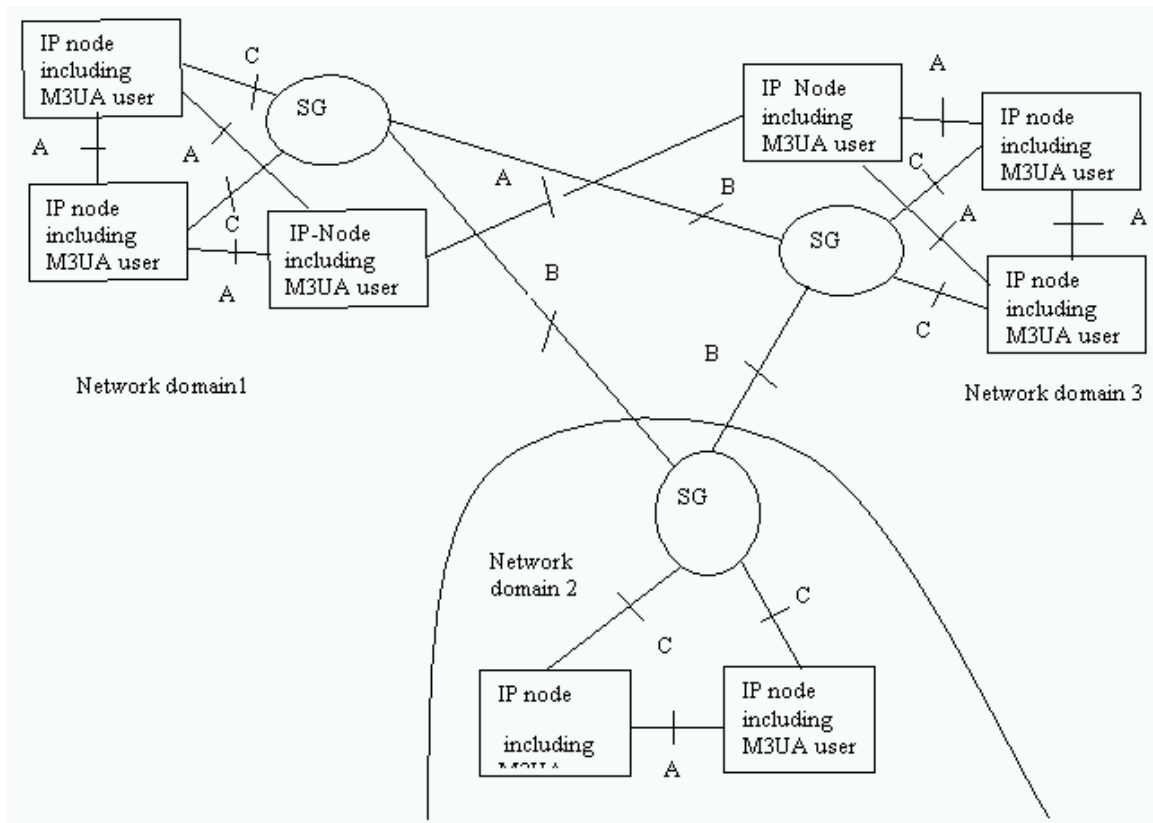 IP node
including
M3UA user
C
SG
A
A
IP node
including
M3UA user
C
A
IP-Node
including
M3UA user
A
B
B
Network domain1
IP Node
including
M3UA user
A
IP node
including
M3UA user
C
A
A
SG
IP node
including
M3UA user
C
B
Network domain 3
SG
Network
domain 2
C
C
IP node
including
A
IP node
including
M3UA user